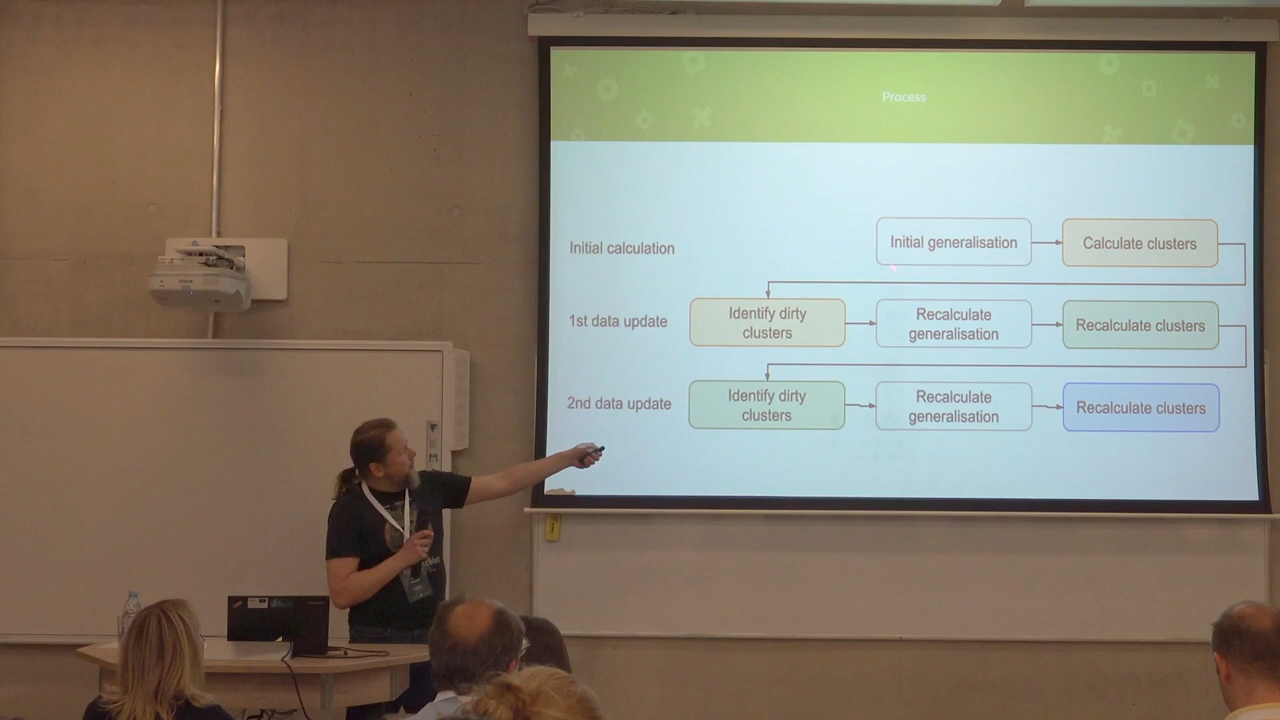 Process
Initial calculation
Initial generalisation
Calculate clusters
1st data update
Identify dirty
clusters
Recalculate
generalisation
Recalculate clusters
2nd data update
Identify dirty
clusters
Recalculate
generalisation
Recalculate clusters